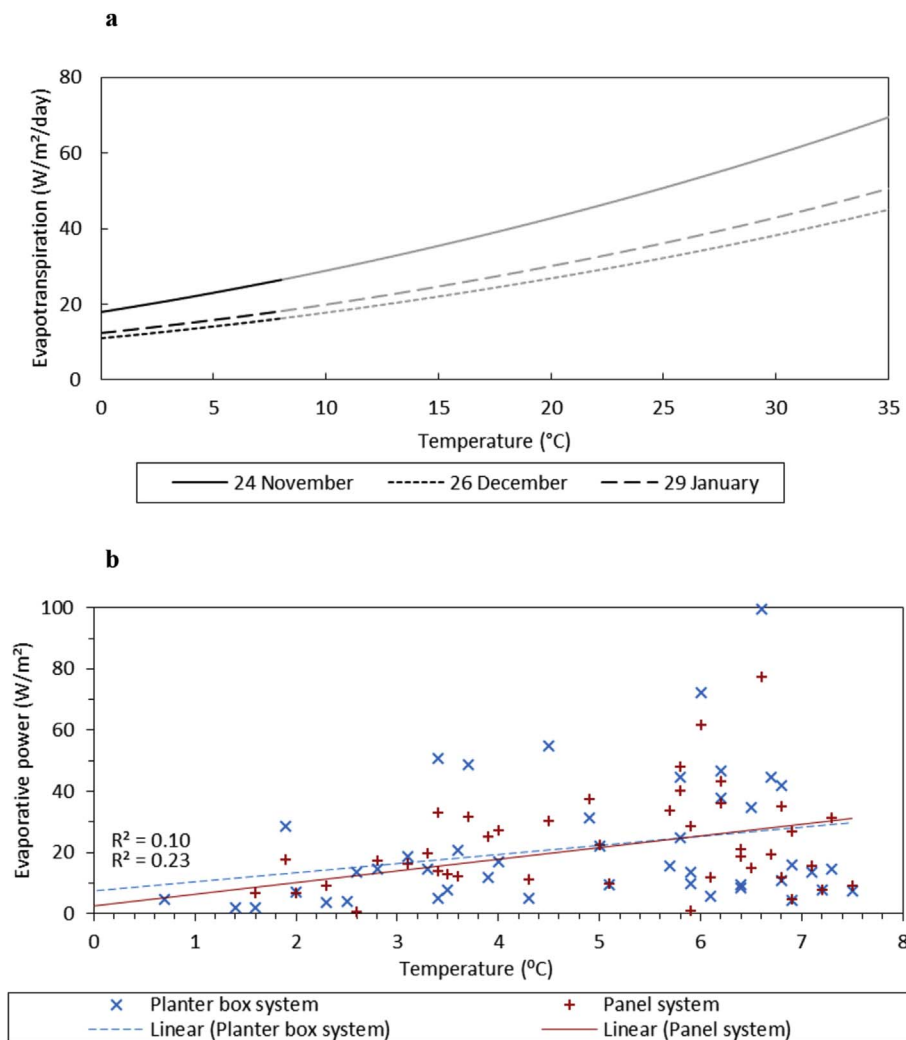 a
80
60
40
20
0
Evapotranspiration (W/m²/day)
0 5 10 15 20 25 30 35
Temperature (°C)
24 November 26 December 29 January
b
100
80
60
40
20
0
Evaporative power (W/m²)
R² = 0.10
R² = 0.23
0 1 2 3 4 5 6 7 8
Temperature (⁰C)
Planter box system Panel system
Linear (Planter box system) Linear (Panel system)